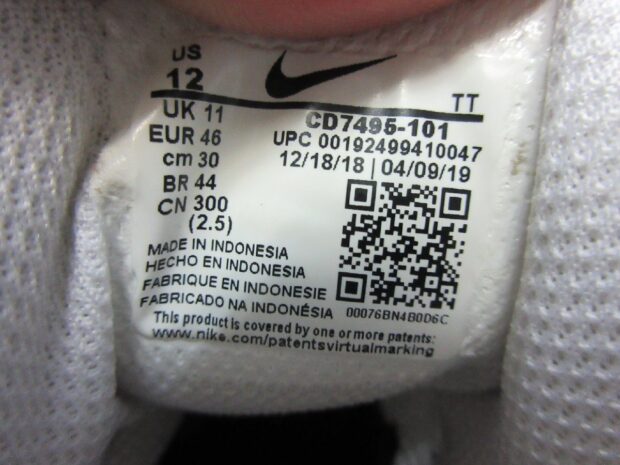 US
12
TT
UK 11
CD7495-101
EUR 46
UPC 00192499410047
cm 30
12/18/18 | 04/09/19
BR 44
CN 300
(2.5)
MADE IN INDONESIA
HECHO EN INDONESIA
FABRIQUE EN INDONESIE
FABRICADO NA INDONÉSIA
00076BN4B0D6C
This product is covered by one or more patents:
www.nike.com/patentsvirtualmarking